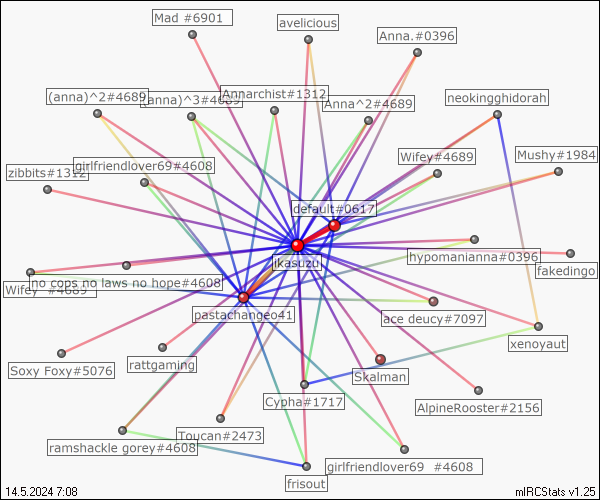 Mad #6901
avelicious
Anna.#0396
(anna)^2#4689
(anna)^3#4689
Annarchist#1312
Anna^2#4689
neokingghidorah
zibbits#1312
girlfriendlover69#4608
Wifey#4689
Mushy#1984
default#0617
jkasuzu
hypomanianna#0396
fakedingo
Wifey #4689
no cops no laws no hope#4608
pastachangeo41
ace deucy#7097
xenoyaut
Soxy Foxy#5076
rattgaming
Skalman
AlpineRooster#2156
Cypha#1717
Toucan#2473
ramshackle gorey#4608
girlfriendlover69 #4608
frisout
14.5.2024 7:08
mIRCStats v1.25